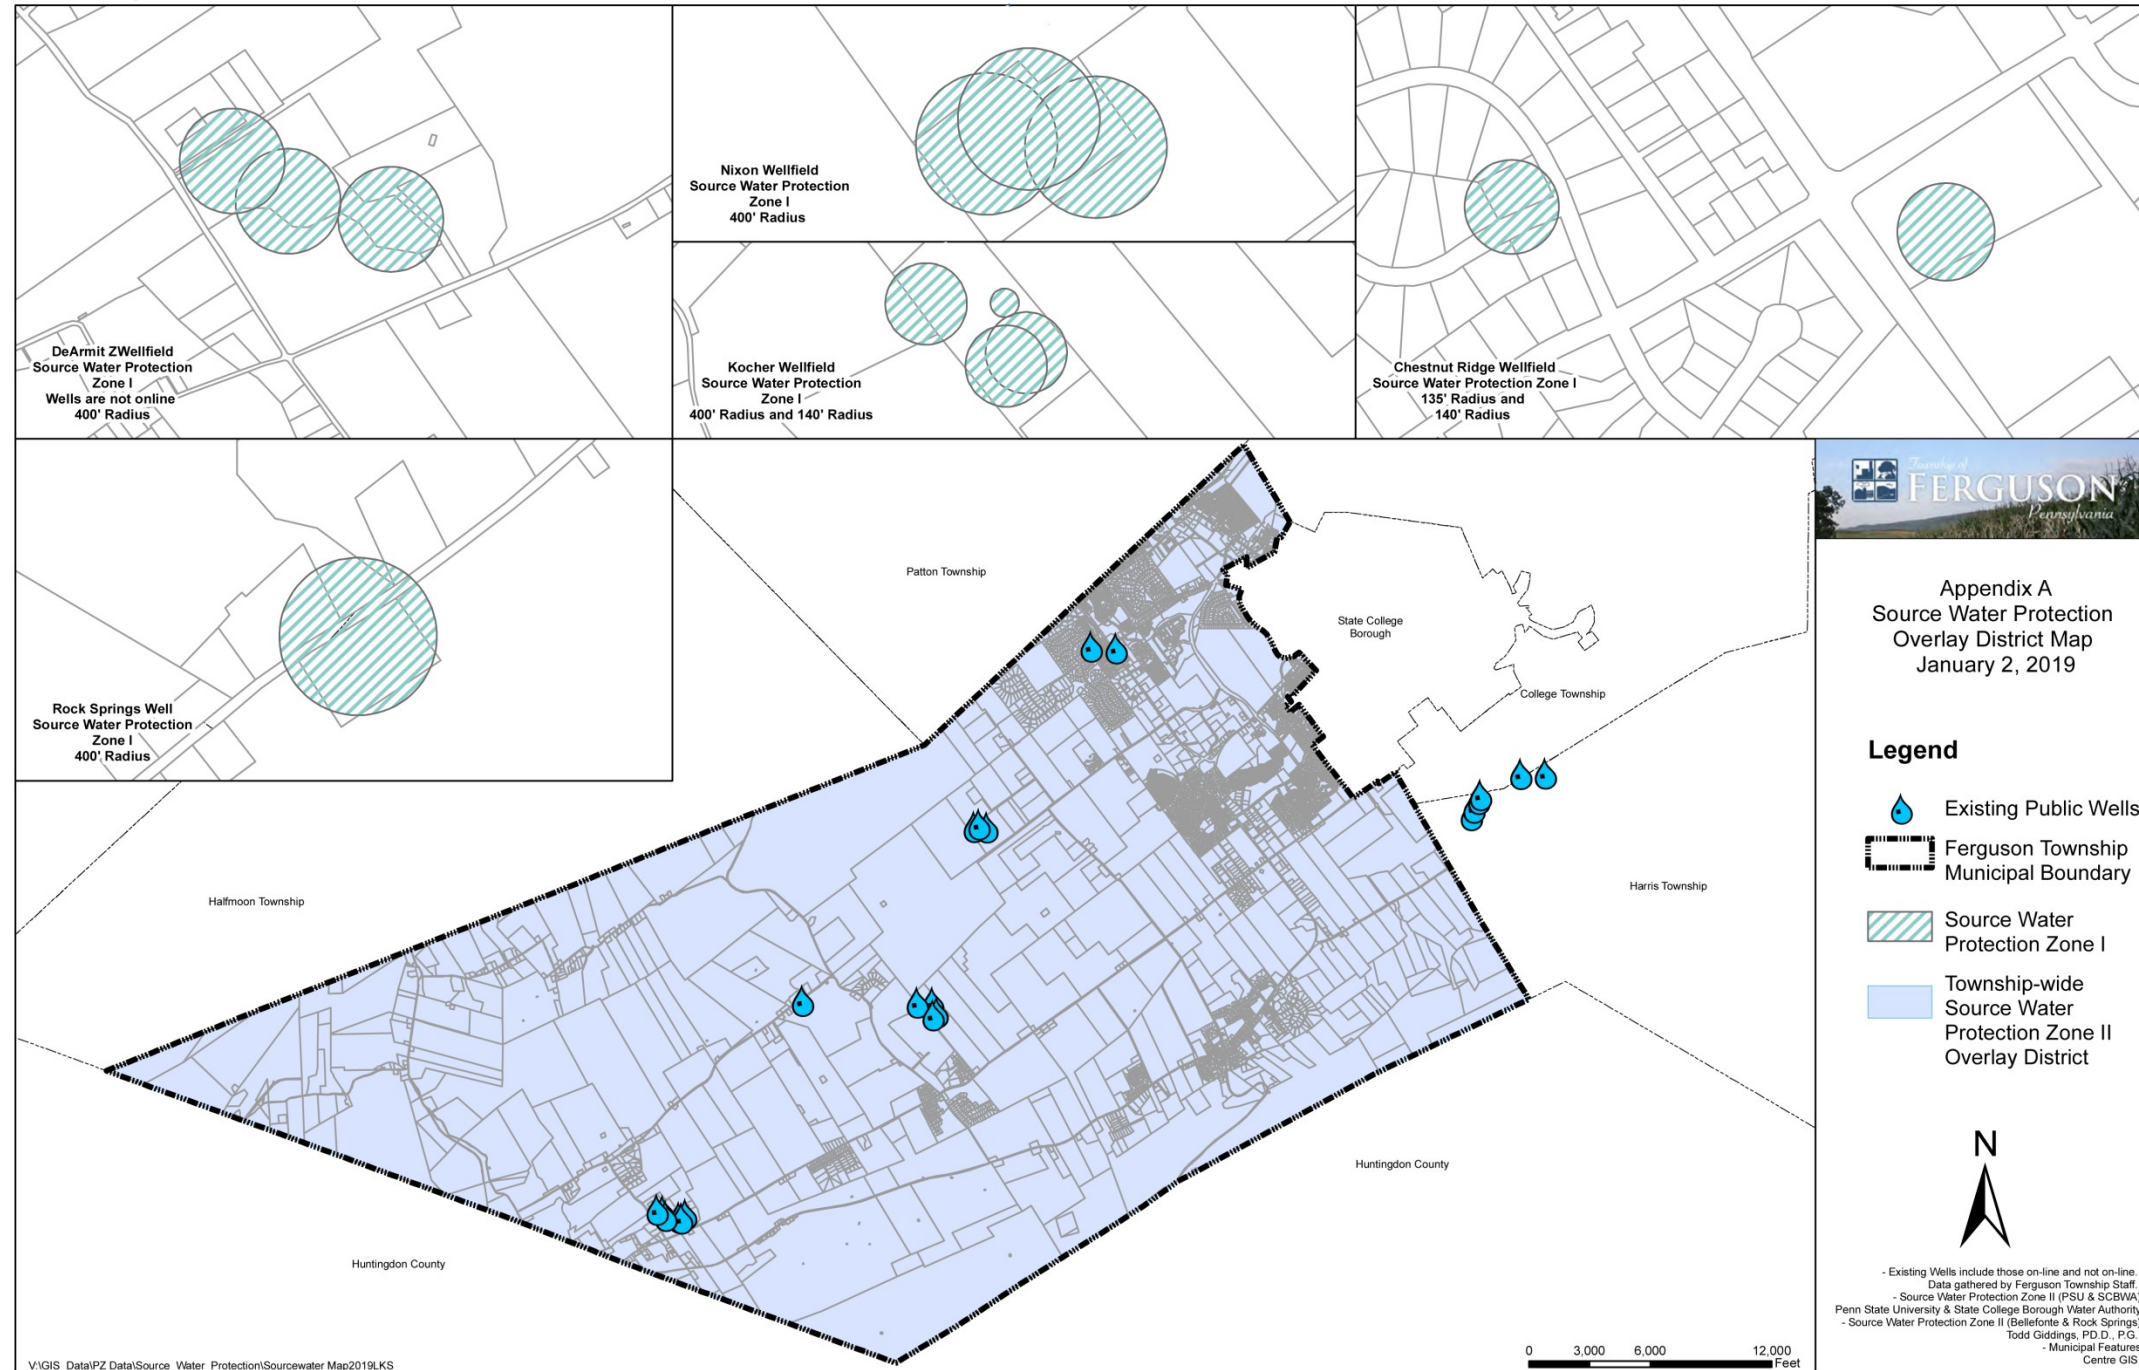 DeArmit ZWellfield
Source Water Protection
Zone I
Wells are not online
400' Radius
Nixon Wellfield
Source Water Protection
Zone I
400' Radius
Kocher Wellfield
Source Water Protection
Zone I
400' Radius and 140' Radius
Chestnut Ridge Wellfield
Source Water Protection Zone I
135' Radius and
140' Radius
Rock Springs Well
Source Water Protection
Zone I
400' Radius
Patton Township
State College
Borough
College Township
Halfmoon Township
Harris Township
Huntingdon County
Huntingdon County
Township of
FERGUSON
Pennsylvania
Appendix A
Source Water Protection
Overlay District Map
January 2, 2019
Legend
Existing Public Wells
Ferguson Township
Municipal Boundary
Source Water
Protection Zone I
Township-wide
Source Water
Protection Zone II
Overlay District
N
- Existing Wells include those on-line and not on-line.
Data gathered by Ferguson Township Staff.
- Source Water Protection Zone II (PSU & SCBWA)
Penn State University & State College Borough Water Authority
- Source Water Protection Zone II (Bellefonte & Rock Springs)
Todd Giddings, PD.D., P.G.
- Municipal Features
Centre GIS
0 3,000 6,000 12,000
Feet
V:\GIS_Data\PZ Data\Source_Water_Protection\Sourcewater Map2019LKS